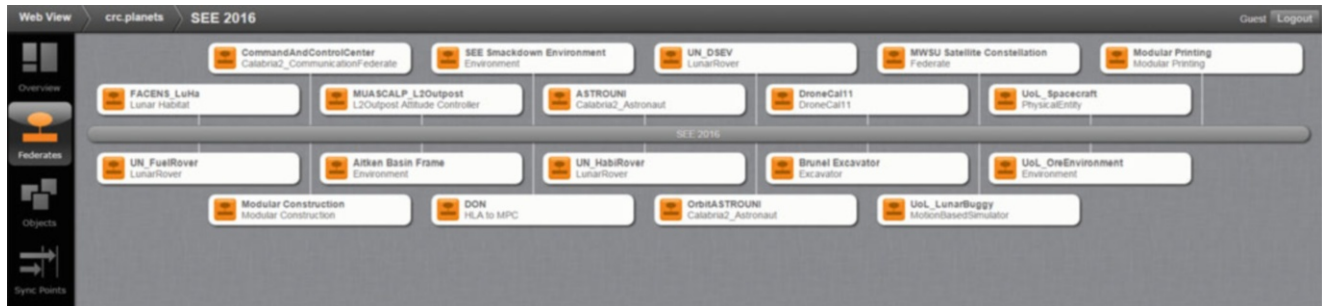 Web View crc.planets SEE 2016 Guest Logout
Overview
Federates
Objects
Sync Points
CommandAndControlCenter
Calabria2_CommunicationFederate
SEE Smackdown Environment
Environment
UN_DSEV
LunarRover
MWSU Satellite Constellation
Federate
Modular Printing
Modular Printing
FACENS_LuHa
Lunar Habitat
MUASCALP_L2Outpost
L2Outpost Attitude Controller
ASTROUNI
Calabria2_Astronaut
DroneCal11
DroneCal11
UoL_Spacecraft
PhysicalEntity
SEE 2016
UN_FuelRover
LunarRover
Aitken Basin Frame
Environment
UN_HabiRover
LunarRover
Brunel Excavator
Excavator
UoL_OreEnvironment
Environment
Modular Construction
Modular Construction
DON
HLA to MPC
OrbitASTROUNI
Calabria2_Astronaut
UoL_LunarBuggy
MotionBasedSimulator